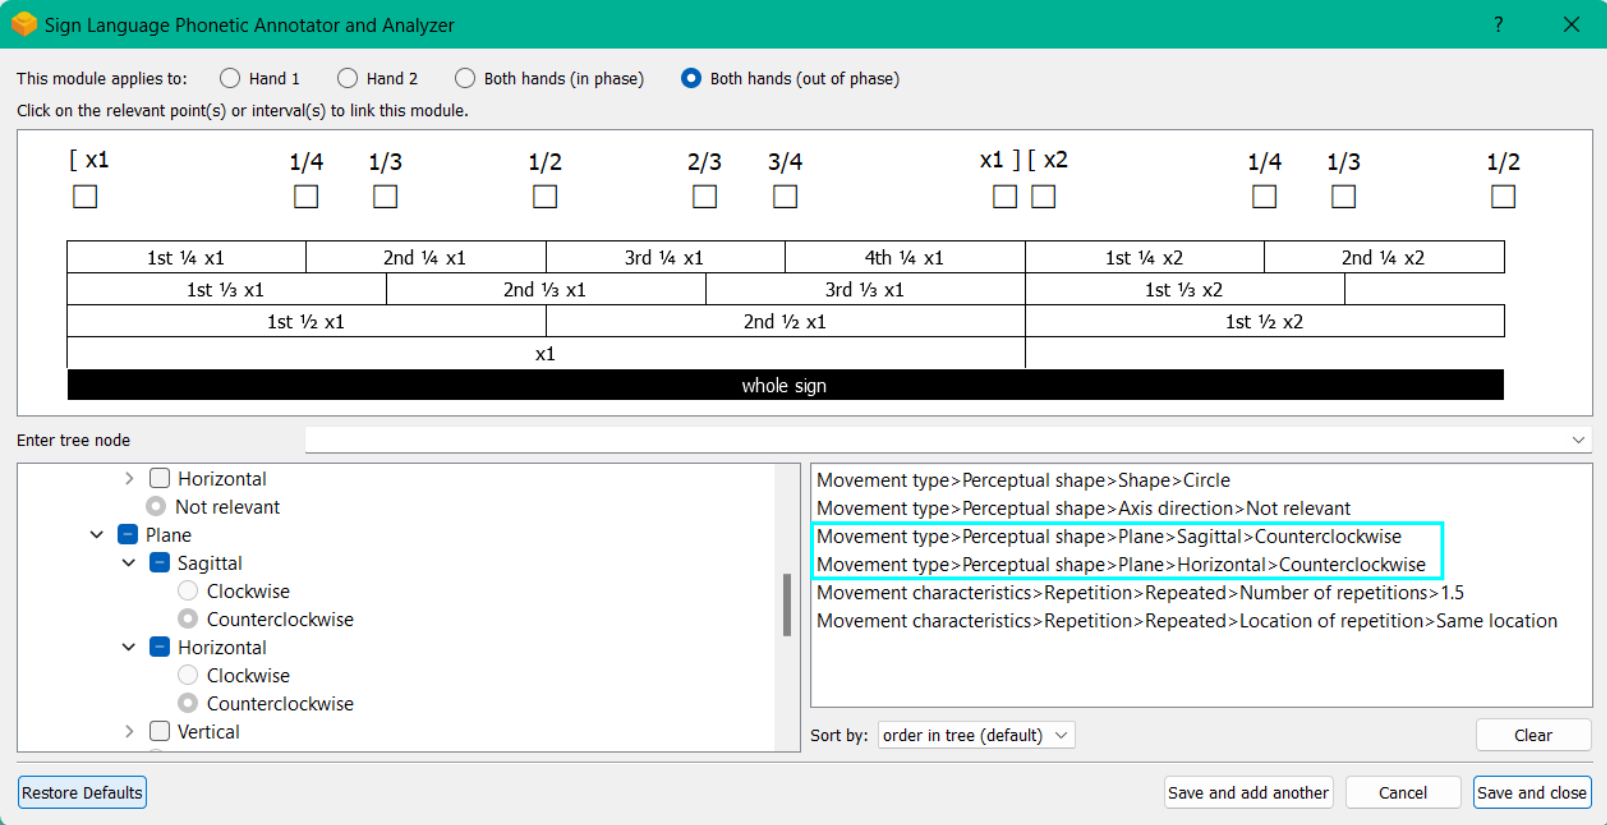 Sign Language Phonetic Annotator and Analyzer ?
This module applies to: Hand 1 Hand 2 Both hands (in phase) Both hands (out of phase)
Click on the relevant point(s) or interval(s) to link this module.
[ x1 1/4 1/3 1/2 2/3 3/4 x1 ] [ x2 1/4 1/3 1/2
1st ¼ x1 2nd ¼ x1 3rd ¼ x1 4th ¼ x1 1st ¼ x2 2nd ¼ x2
1st ⅓ x1 2nd ⅓ x1 3rd ⅓ x1 1st ⅓ x2
1st ½ x1 2nd ½ x1 1st ½ x2
x1
whole sign
Enter tree node
Horizontal
Not relevant
Plane
Sagittal
Clockwise
Counterclockwise
Horizontal
Clockwise
Counterclockwise
Vertical
Movement type>Perceptual shape>Shape>Circle
Movement type>Perceptual shape>Axis direction>Not relevant
Movement type>Perceptual shape>Plane>Sagittal>Counterclockwise
Movement type>Perceptual shape>Plane>Horizontal>Counterclockwise
Movement characteristics>Repetition>Repeated>Number of repetitions>1.5
Movement characteristics>Repetition>Repeated>Location of repetition>Same location
Sort by: order in tree (default) Clear
Restore Defaults Save and add another Cancel Save and close